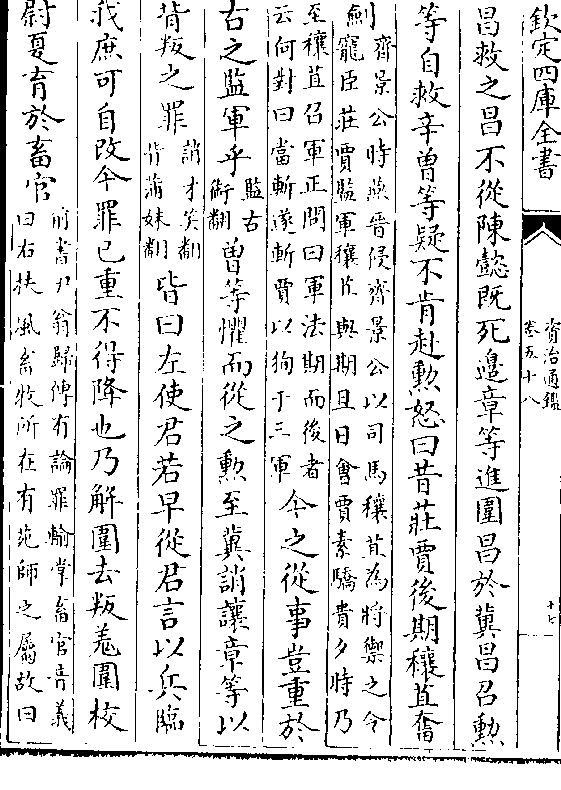 欽定四庫全書
資治通鑑
卷五十八
十七
昌救之昌不從陳懿既死邉章等進圍昌於冀昌召勲
等自救辛曾等疑不肯赴勲怒曰昔莊賈後期穰苴奮
劍齊景公時燕晉侵齊景公以司馬穰苴為將禦之令
寵臣莊賈監軍穰苴與期旦日會賈素驕貴夕時乃
至穰苴召軍正問曰軍法期而後者
云何對曰當斬遂斬賈以狥于三軍今之從事豈重於
古之監軍乎監古
銜翻曾等懼而從之勲至冀誚讓章等以
背叛之罪誚才笑翻
背蒲妹翻皆曰左使君若早從君言以兵臨
我庶可自改今罪已重不得降也乃解圍去叛羗圍校
尉夏育於畜官前書尹翁歸傳有論罪輸掌畜官音義
曰右扶風畜牧所在有苑師之屬故曰